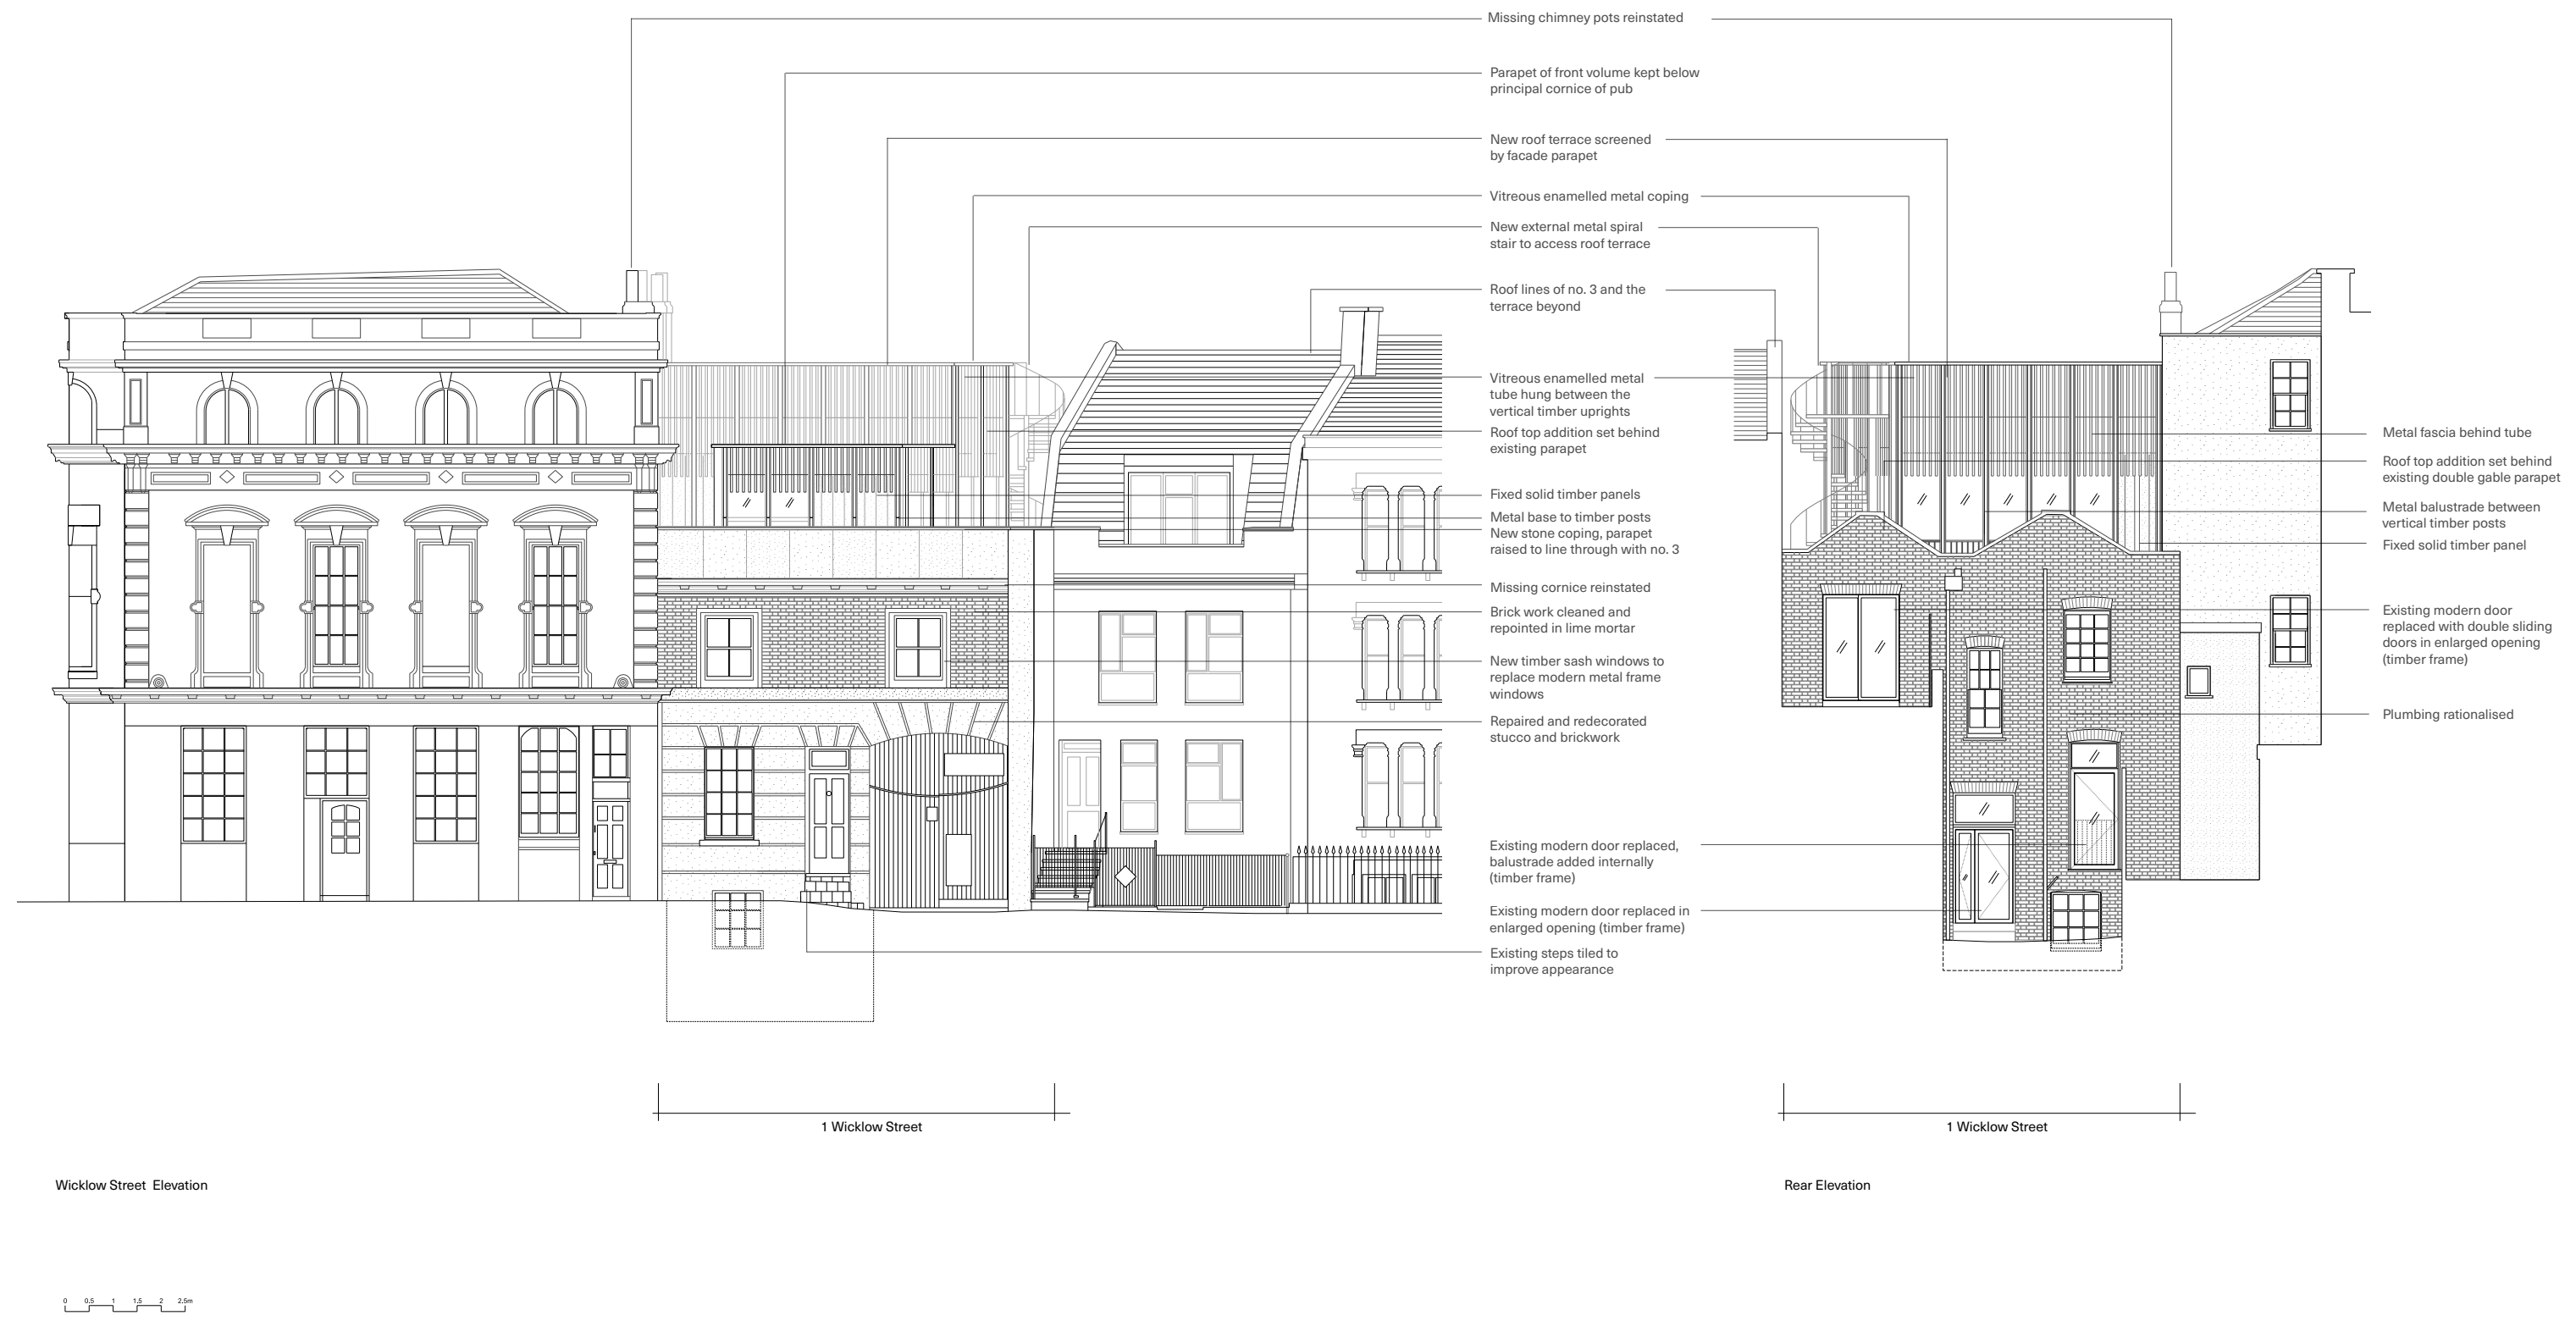 Missing chimney pots reinstated
Parapet of front volume kept below
principal cornice of pub
New roof terrace screened
by facade parapet
Vitreous enamelled metal coping
New external metal spiral
stair to access roof terrace
Roof lines of no. 3 and the
terrace beyond
Vitreous enamelled metal
tube hung between the
vertical timber uprights
Roof top addition set behind
existing parapet
Fixed solid timber panels
Metal base to timber posts
New stone coping, parapet
raised to line through with no. 3
Missing cornice reinstated
Brick work cleaned and
repointed in lime mortar
New timber sash windows to
replace modern metal frame
windows
Repaired and redecorated
stucco and brickwork
Existing modern door replaced,
balustrade added internally
(timber frame)
Existing modern door replaced in
enlarged opening (timber frame)
Existing steps tiled to
improve appearance
Metal fascia behind tube
Roof top addition set behind
existing double gable parapet
Metal balustrade between
vertical timber posts
Fixed solid timber panel
Existing modern door
replaced with double sliding
doors in enlarged opening
(timber frame)
Plumbing rationalised
1 Wicklow Street
1 Wicklow Street
Wicklow Street Elevation
Rear Elevation
0 0.5 1 1.5 2 2.5m